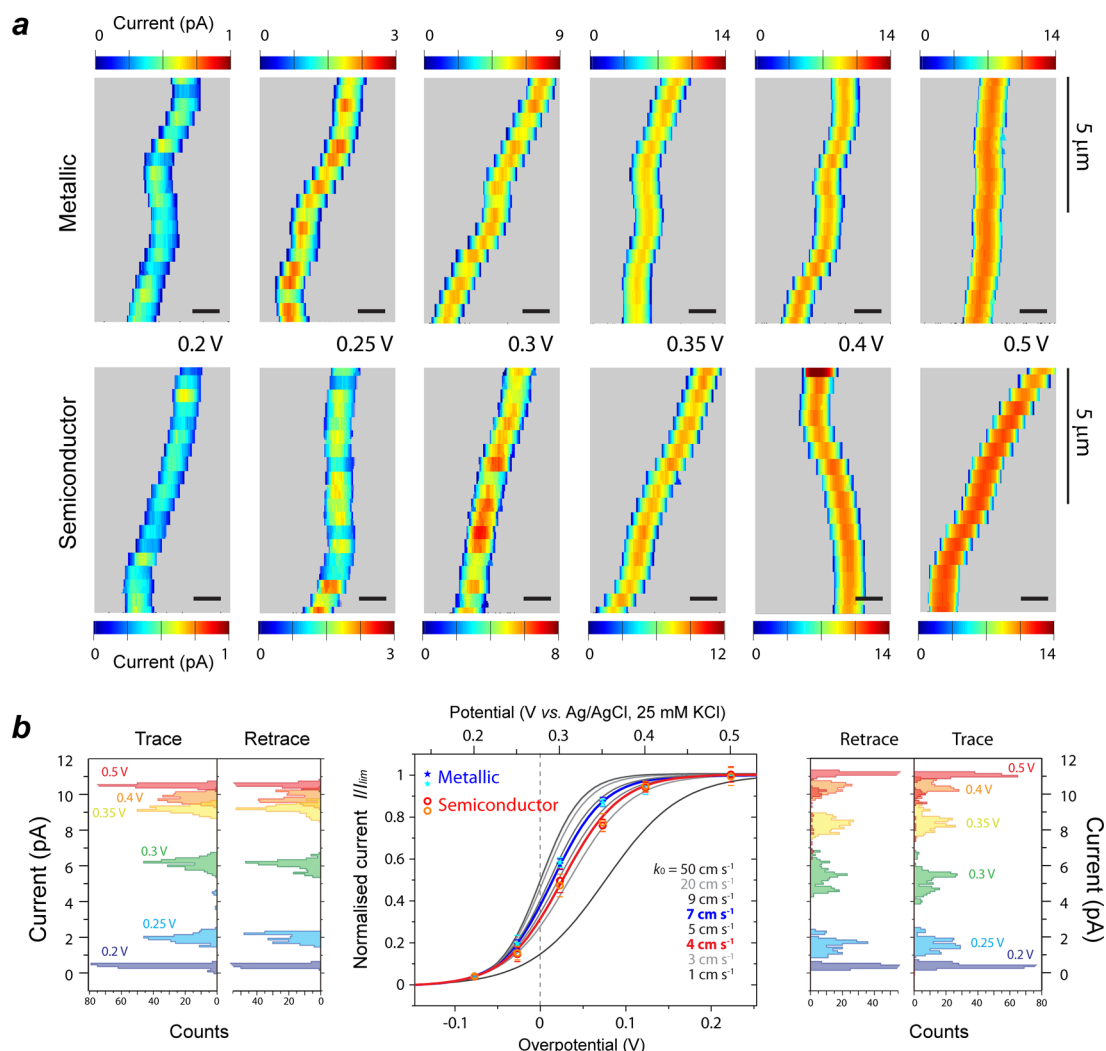 a
Current (pA)
0 1 0 3 0 9 0 14 0 14 0 14
Metallic
5 μm
0.2 V 0.25 V 0.3 V 0.35 V 0.4 V 0.5 V
Semiconductor
5 μm
0 1 0 3 0 8 0 12 0 14 0 14
Current (pA)
b
Trace Retrace
12
10
8
6
4
2
0
Current (pA)
0.5 V
0.4 V
0.35 V
0.3 V
0.25 V
0.2 V
80 60 40 20 0 40 20 0
Counts
Potential (V vs. Ag/AgCl, 25 mM KCl)
0.2 0.3 0.4 0.5
1
0.8
0.6
0.4
0.2
0
Normalised current I/Ilim
Metallic
Semiconductor
k0 = 50 cm s-1
20 cm s-1
9 cm s-1
7 cm s-1
5 cm s-1
4 cm s-1
3 cm s-1
1 cm s-1
-0.1 0 0.1 0.2
Overpotential (V)
Retrace Trace
0.5 V
0.4 V
0.35 V
0.3 V
0.25 V
0.2 V
12
10
8
6
4
2
0
Current (pA)
0 20 40 0 20 40 60 80
Counts